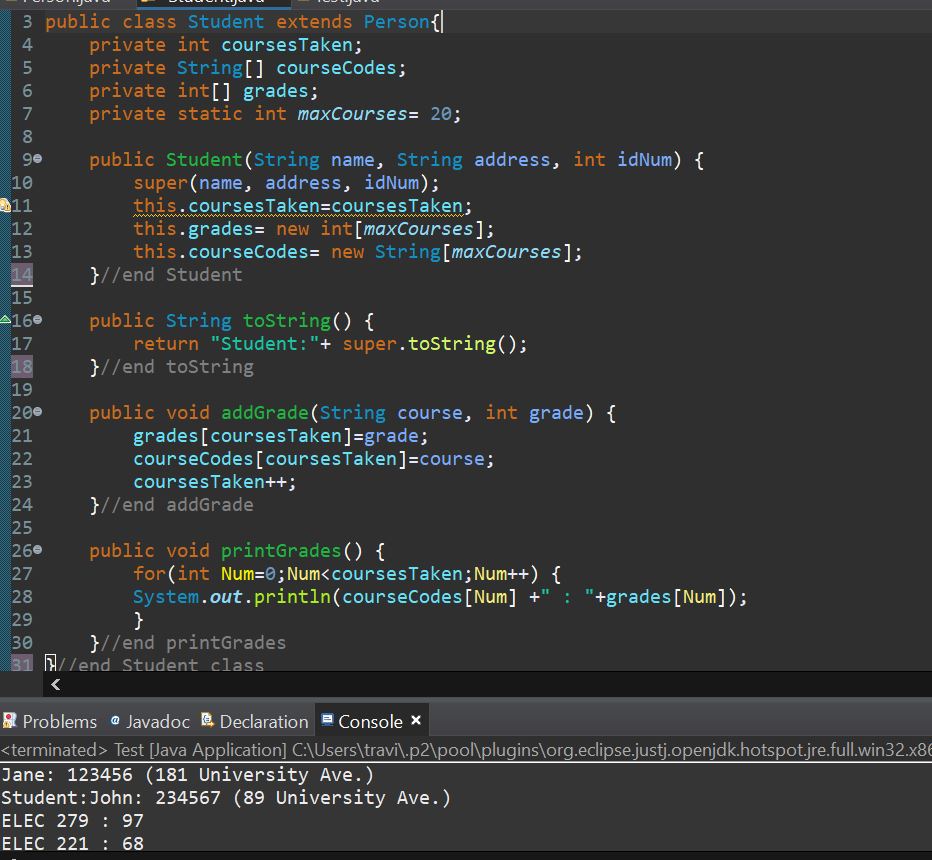 3 public class Student extends Person{
4 private int coursesTaken;
5 private String[] courseCodes;
6 private int[] grades;
7 private static int maxCourses= 20;
8
9 public Student(String name, String address, int idNum) {
10 super(name, address, idNum);
11 this.coursesTaken=coursesTaken;
12 this.grades= new int[maxCourses];
13 this.courseCodes= new String[maxCourses];
14 }//end Student
15
16 public String toString() {
17 return "Student:"+ super.toString();
18 }//end toString
19
20 public void addGrade(String course, int grade) {
21 grades[coursesTaken]=grade;
22 courseCodes[coursesTaken]=course;
23 coursesTaken++;
24 }//end addGrade
25
26 public void printGrades() {
27 for(int Num=0;Num<coursesTaken;Num++) {
28 System.out.println(courseCodes[Num] +" : "+grades[Num]);
29 }
30 }//end printGrades
31 }//end Student class
Problems @ Javadoc Declaration Console
<terminated> Test [Java Application] C:\Users\travi\.p2\pool\plugins\org.eclipse.justj.openjdk.hotspot.jre.full.win32.x86
Jane: 123456 (181 University Ave.)
Student:John: 234567 (89 University Ave.)
ELEC 279 : 97
ELEC 221 : 68